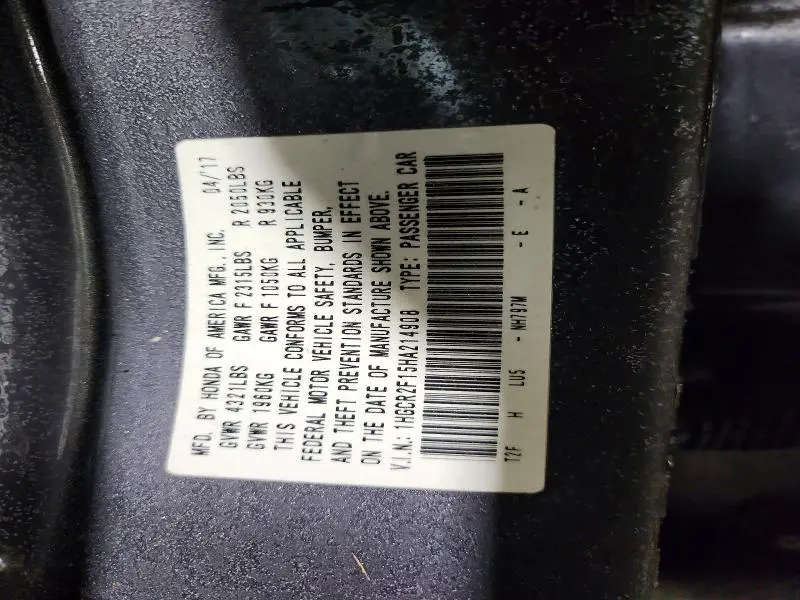 MFD. BY HONDA OF AMERICA MFG., INC. 04/17
GVWR 4321LBS GAWR F 2315LBS R 2050LBS
GVWR 1960KG GAWR F 1050KG R 930KG
THIS VEHICLE CONFORMS TO ALL APPLICABLE
FEDERAL MOTOR VEHICLE SAFETY, BUMPER,
AND THEFT PREVENTION STANDARDS IN EFFECT
ON THE DATE OF MANUFACTURE SHOWN ABOVE.
V.I.N.: 1HGCR2F15HA214908 TYPE: PASSENGER CAR
T2F H LU5 - NH797M - E - A